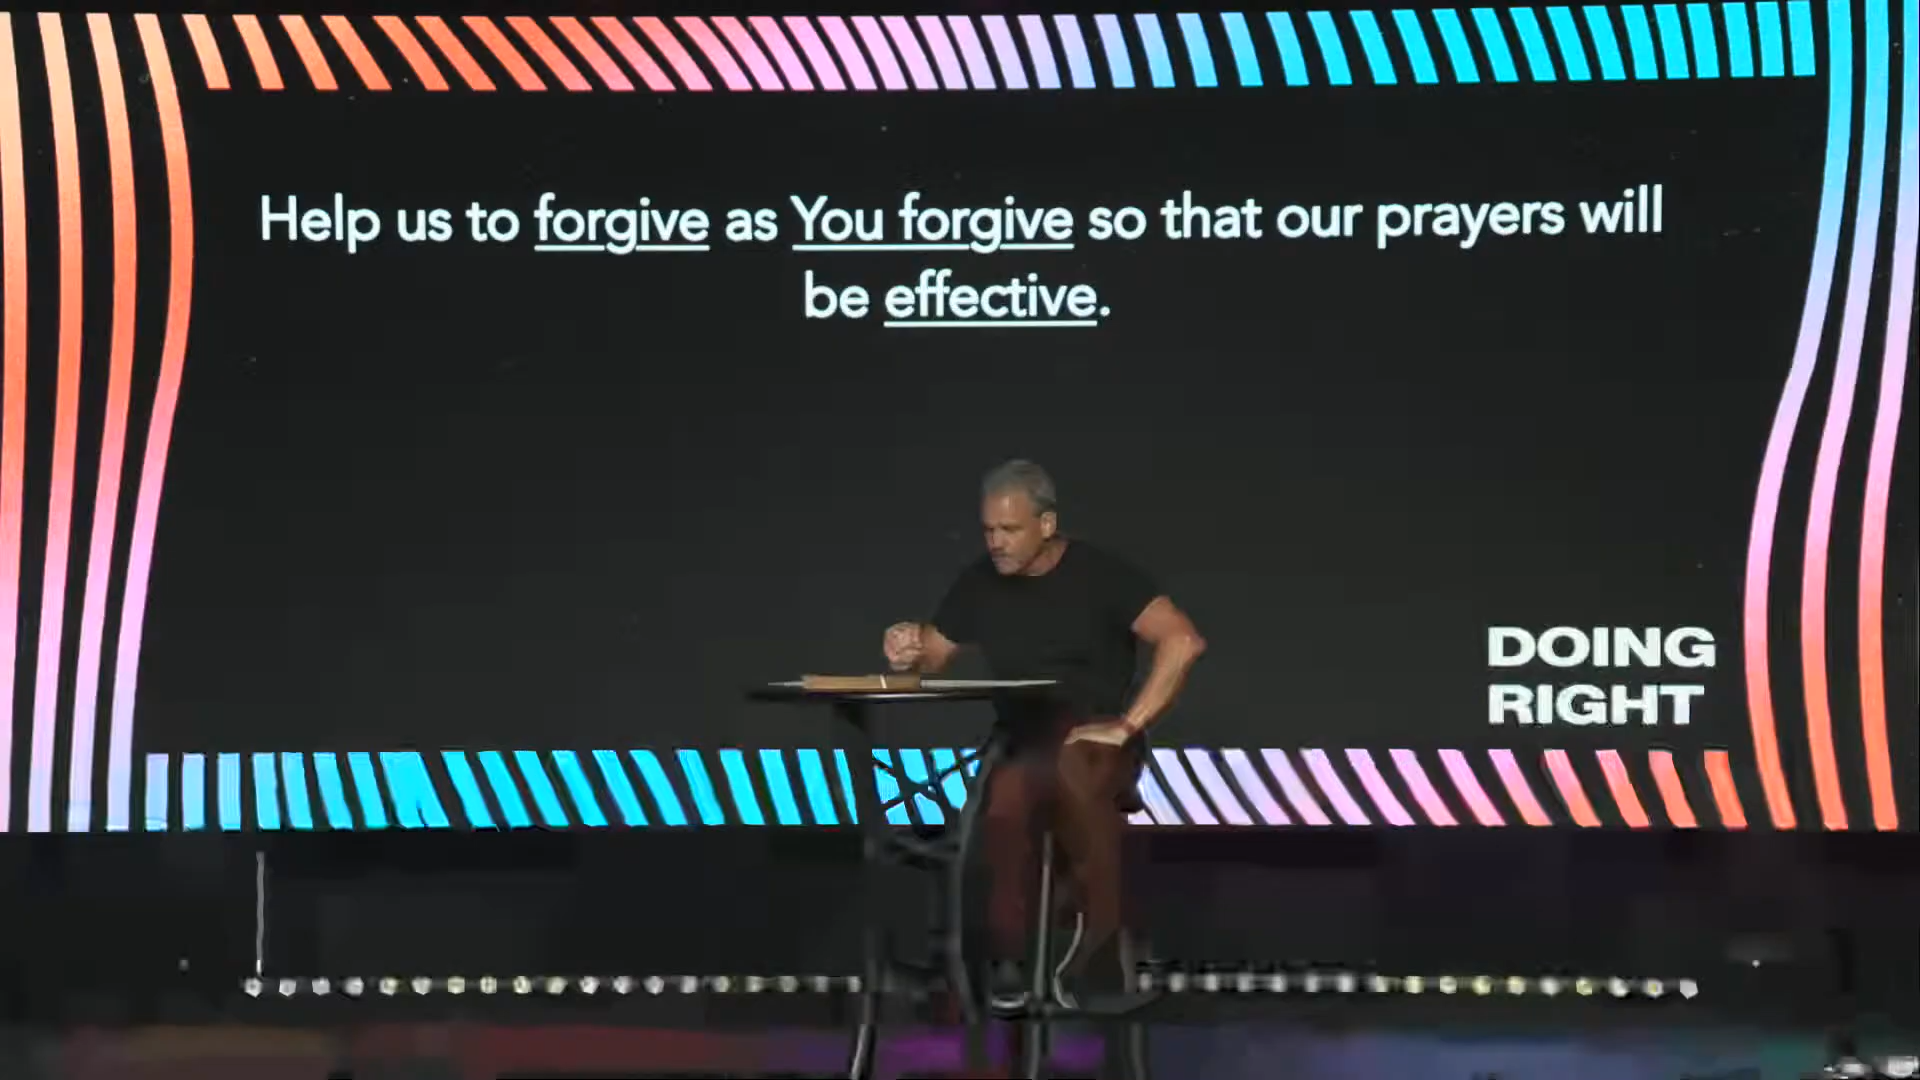 Help us to forgive as You forgive so that our prayers will
be effective.
DOING
RIGHT